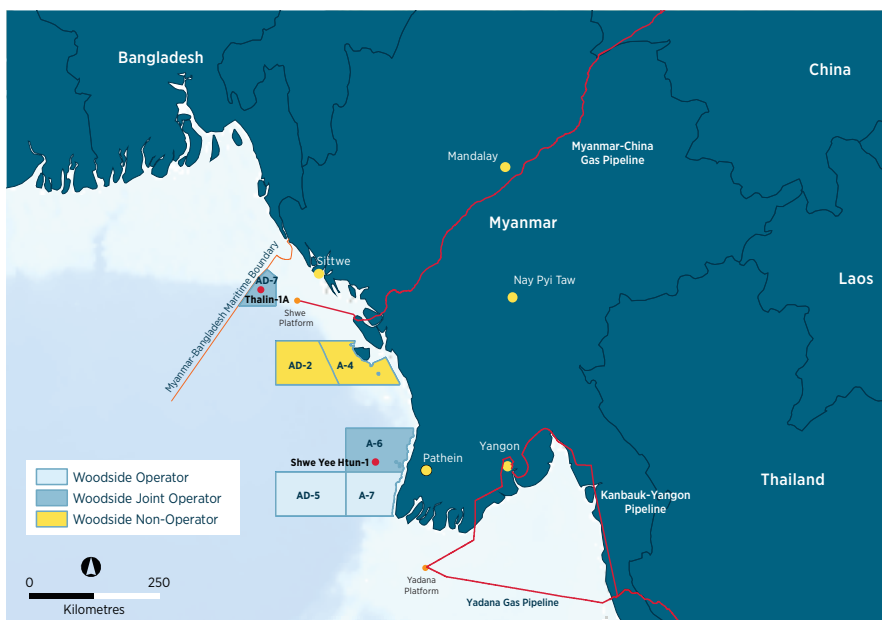 Bangladesh
China
Mandalay
Myanmar-China
Gas Pipeline
Myanmar
Laos
Myanmar-Bangladesh Maritime Boundary
Sittwe
AD-7
Thalin-1A
Nay Pyi Taw
Shwe
Platform
AD-2
A-4
A-6
Shwe Yee Htun-1
Pathein
Yangon
Thailand
AD-5
A-7
Kanbauk-Yangon
Pipeline
Woodside Operator
Woodside Joint Operator
Woodside Non-Operator
Yadana
Platform
Yadana Gas Pipeline
0
250
Kilometres